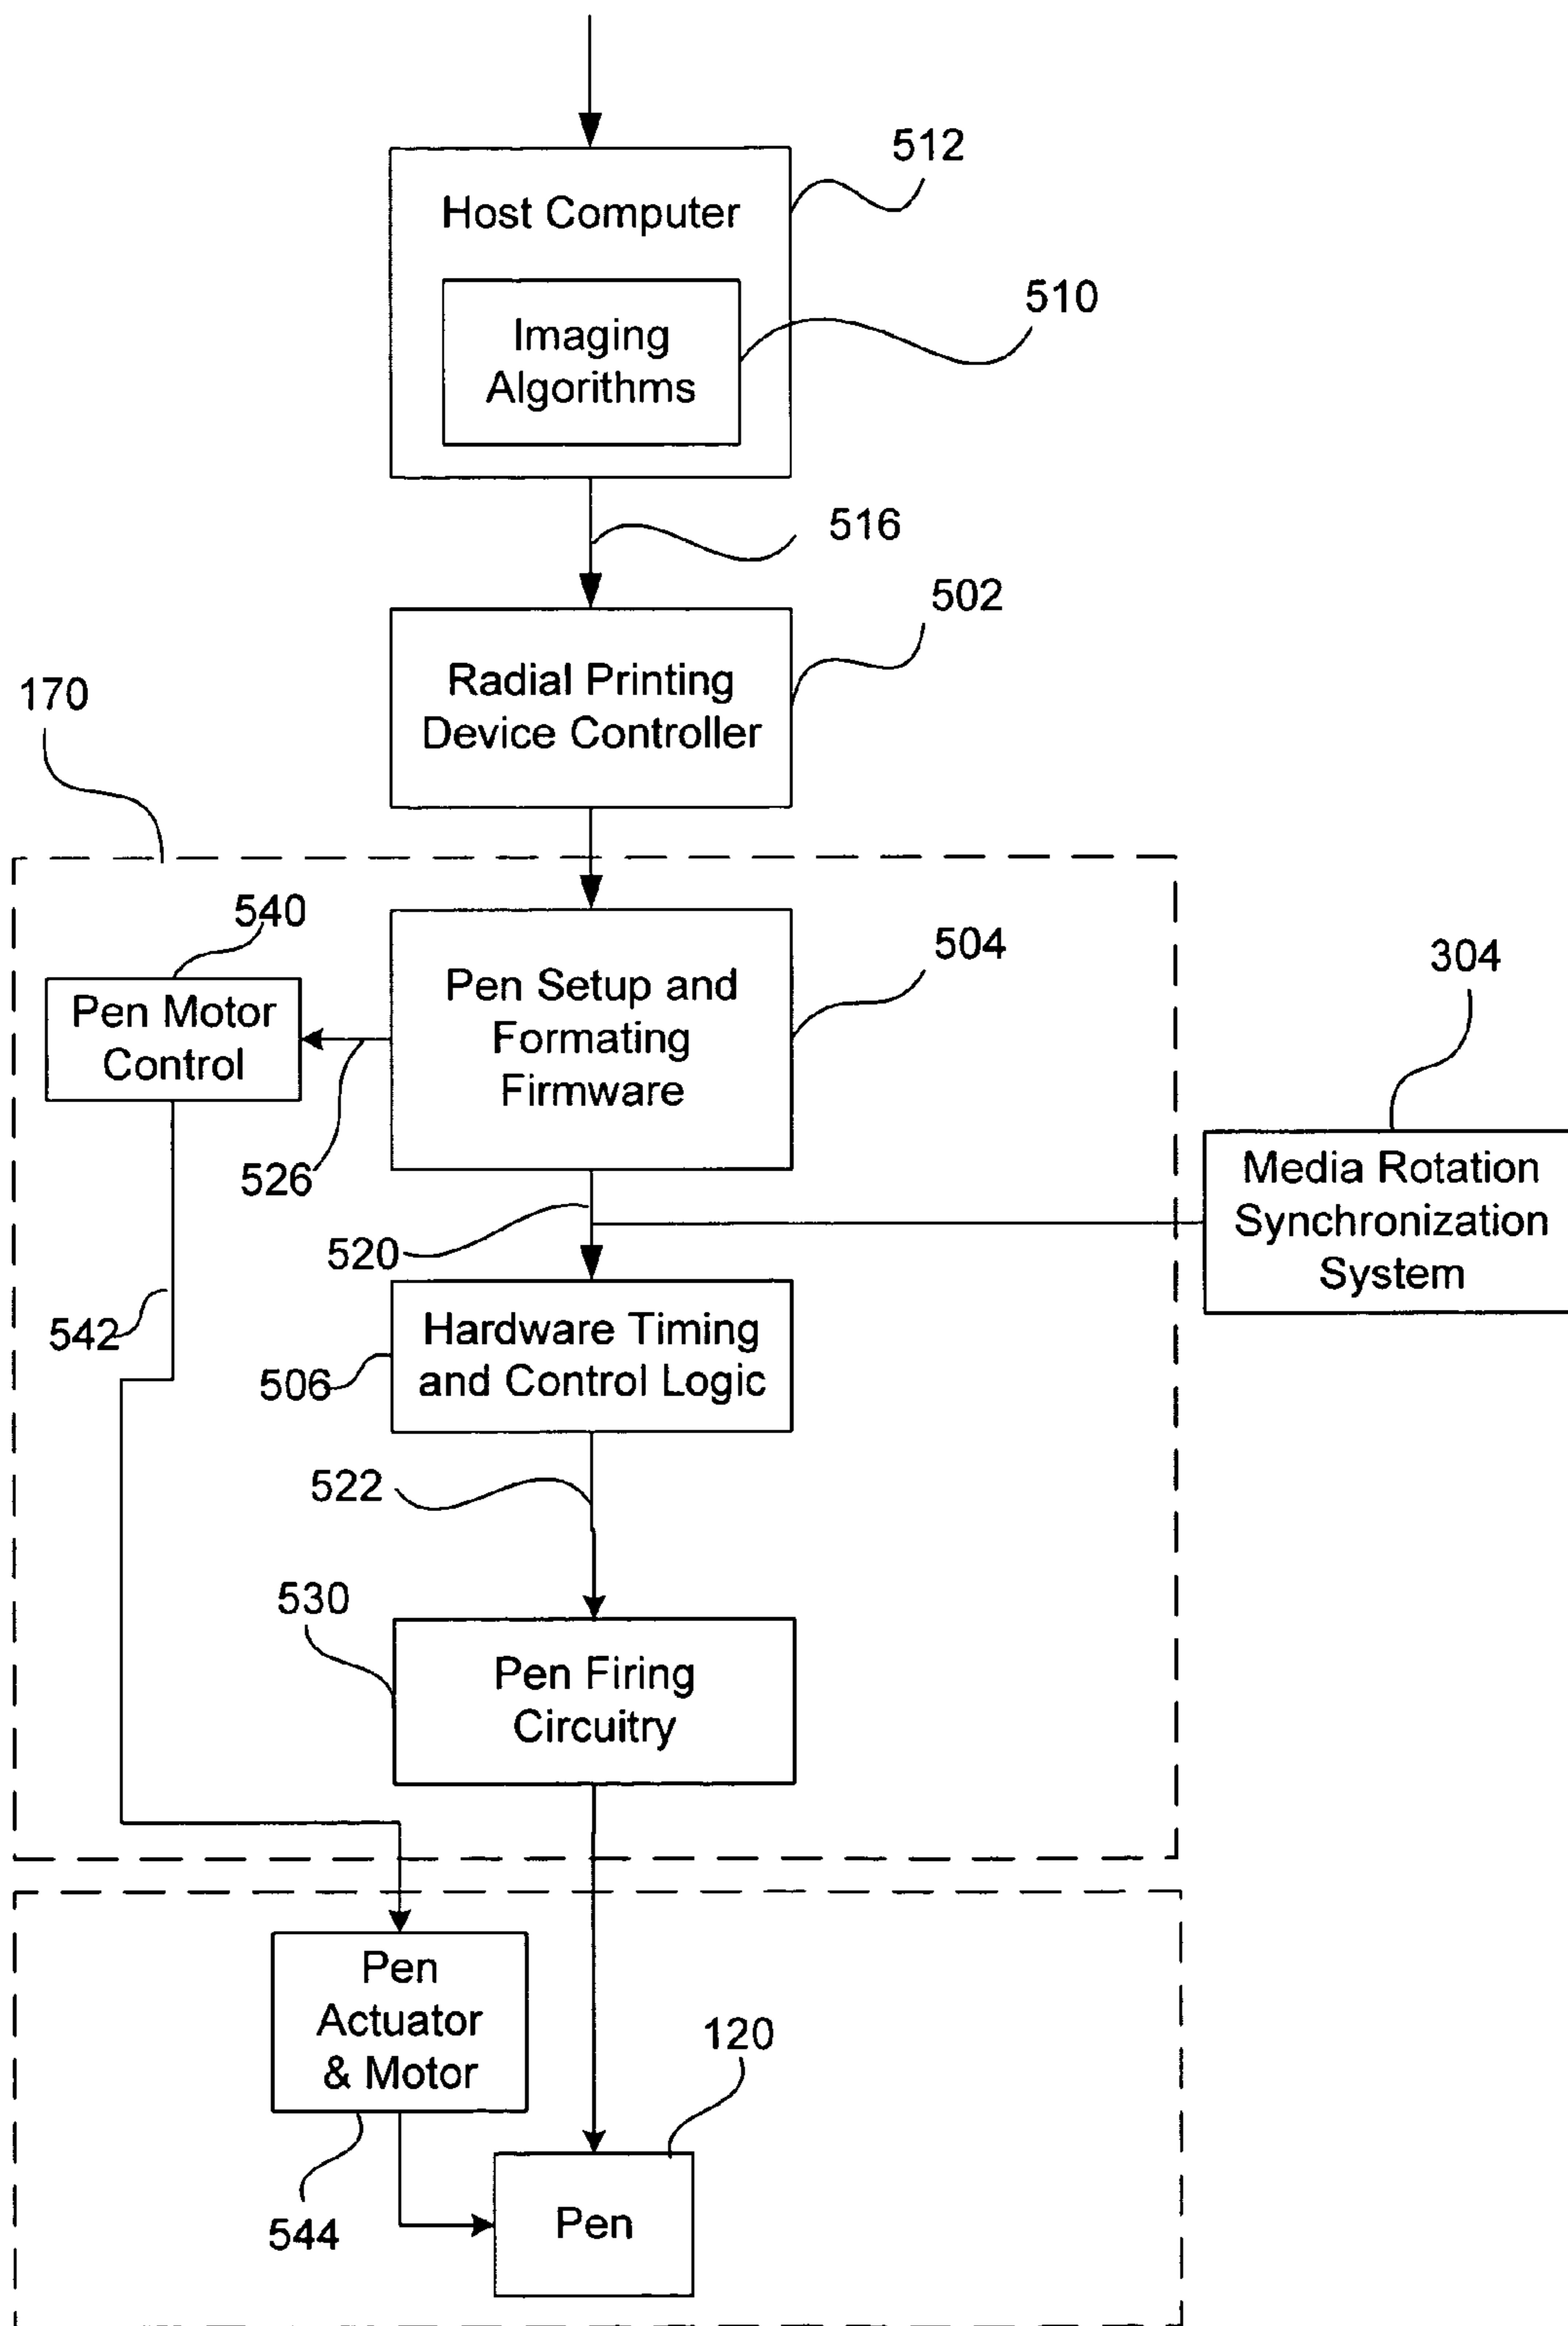 512
Host Computer
510
Imaging
Algorithms
516
502
Radial Printing
Device Controller
170
540
504
304
Pen Setup and
Formating
Firmware
Pen Motor
Control
526
Media Rotation
Synchronization
System
520
542
Hardware Timing
and Control Logic
506
522
530
Pen Firing
Circuitry
Pen
Actuator
& Motor
120
544
Pen